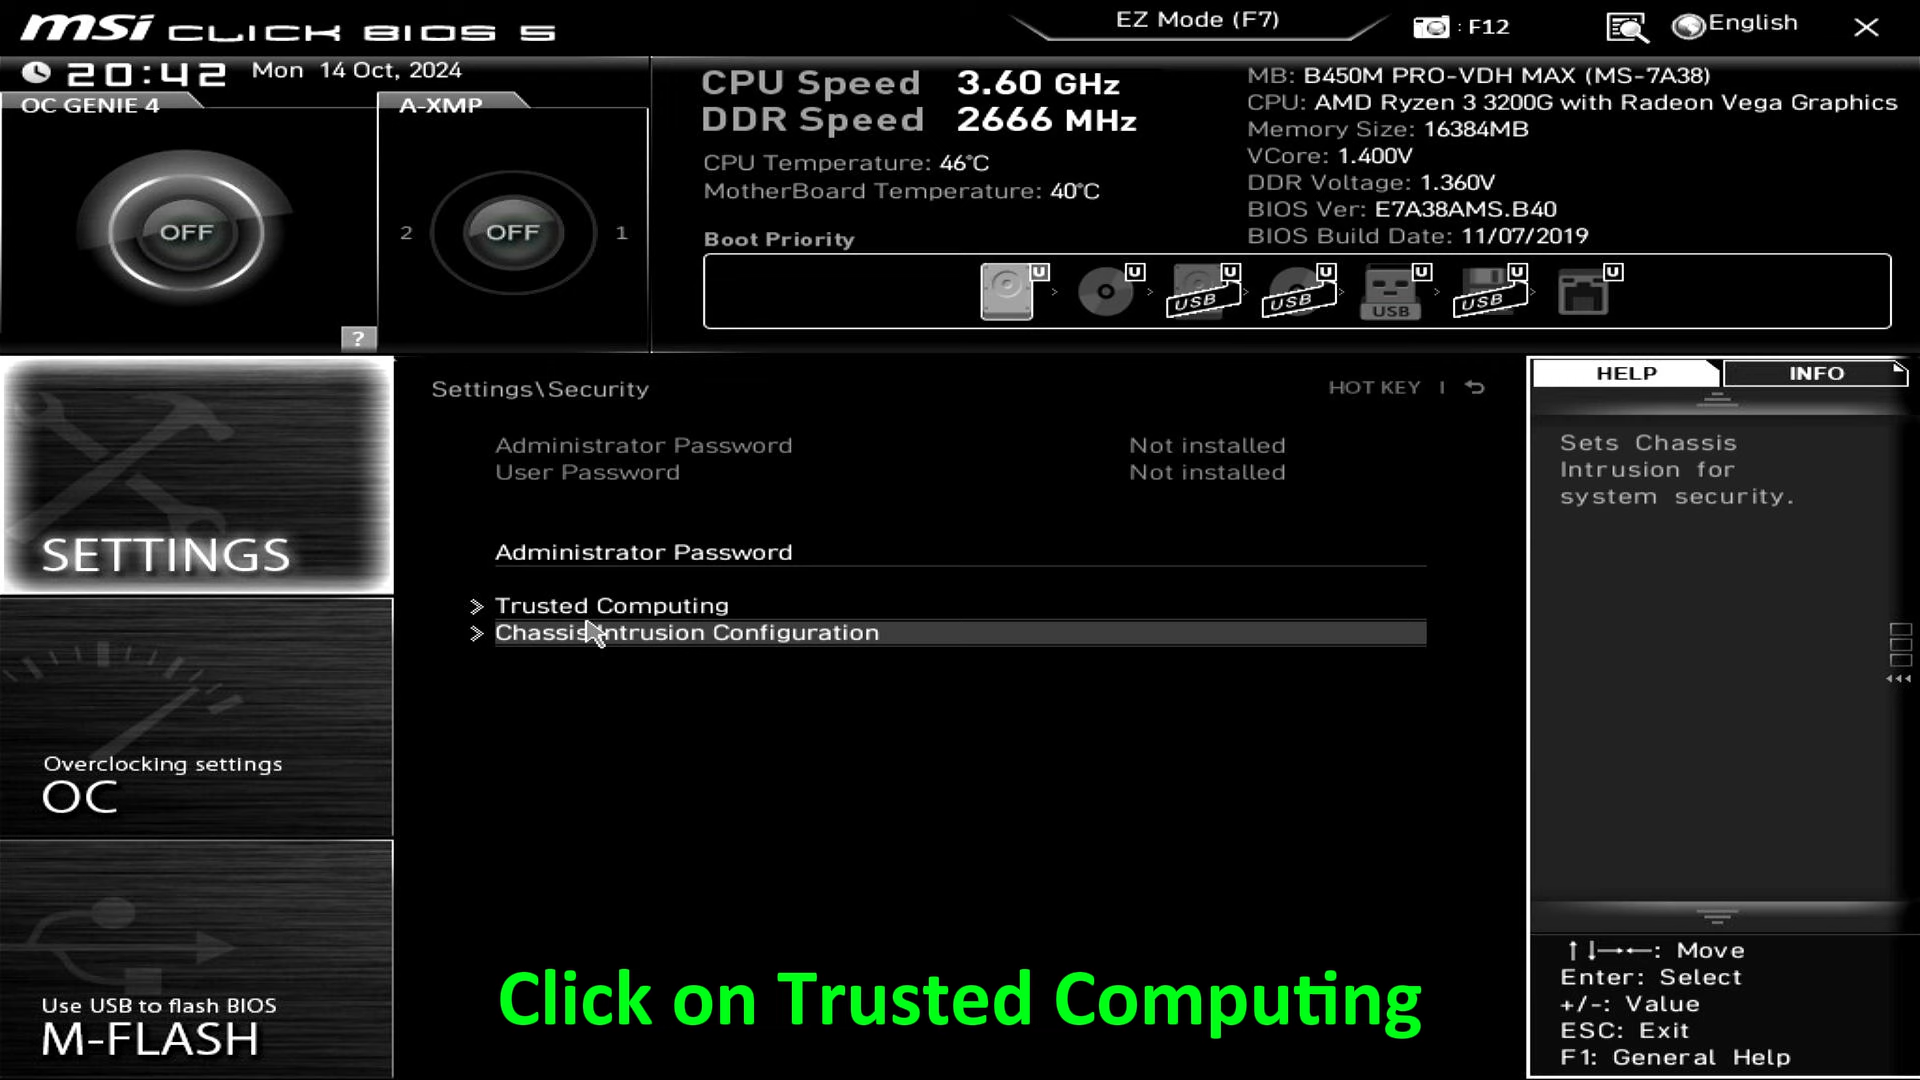 msi CLICK BIOS 5
EZ Mode (F7)
: F12
English
20:42 Mon 14 Oct, 2024
OC GENIE 4
A-XMP
OFF
2 OFF 1
?
CPU Speed 3.60 GHz
DDR Speed 2666 MHz
CPU Temperature: 46°C
MotherBoard Temperature: 40°C
MB: B450M PRO-VDH MAX (MS-7A38)
CPU: AMD Ryzen 3 3200G with Radeon Vega Graphics
Memory Size: 16384MB
VCore: 1.400V
DDR Voltage: 1.360V
BIOS Ver: E7A38AMS.B40
BIOS Build Date: 11/07/2019
Boot Priority
U U U U U U U
USB USB USB USB
SETTINGS
Overclocking settings
OC
Use USB to flash BIOS
M-FLASH
Settings\Security
HOT KEY |
Administrator Password Not installed
User Password Not installed
Administrator Password
> Trusted Computing
> Chassis Intrusion Configuration
Click on Trusted Computing
HELP INFO
Sets Chassis
Intrusion for
system security.
↑↓→←: Move
Enter: Select
+/-: Value
ESC: Exit
F1: General Help